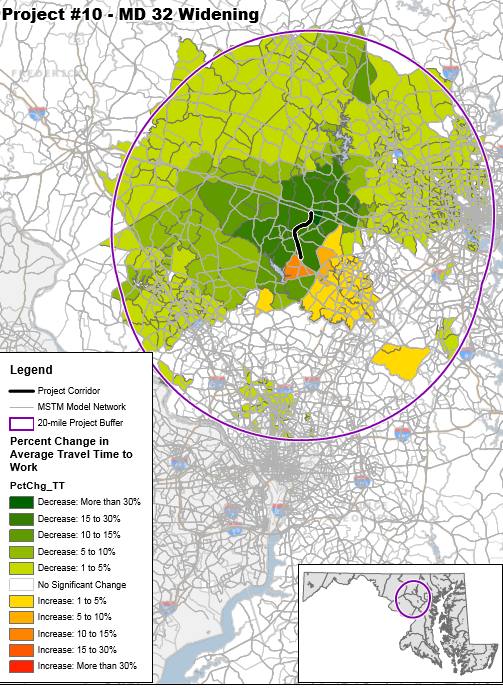 Project #10 - MD 32 Widening
FREDERICK
Legend
Project Corridor
MSTM Model Network
20-mile Project Buffer
Percent Change in
Average Travel Time to
Work
PctChg_TT
Decrease: More than 30%
Decrease: 15 to 30%
Decrease: 10 to 15%
Decrease: 5 to 10%
Decrease: 1 to 5%
No Significant Change
Increase: 1 to 5%
Increase: 5 to 10%
Increase: 10 to 15%
Increase: 15 to 30%
Increase: More than 30%